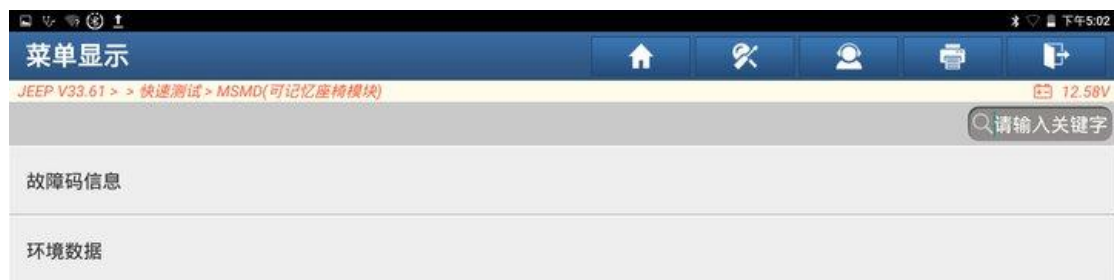 下午5:02
菜单显示
JEEP V33.61 > > 快速测试 > MSMD(可记忆座椅模块)
12.58V
请输入关键字
故障码信息
环境数据